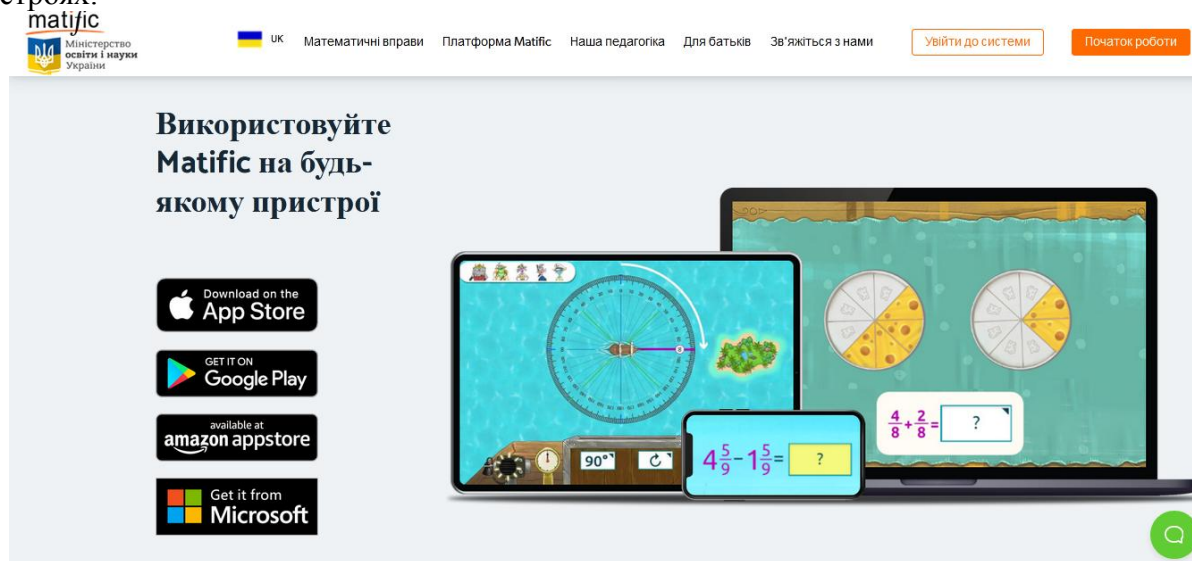 строях.
matific
Міністерство
освіти і науки
України
UK
Математичні вправи
Платформа Matific
Наша педагогіка
Для батьків
Зв'яжіться з нами
Увійти до системи
Початок роботи
Використовуйте
Matific на будь-
якому пристрої
Download on the
App Store
GET IT ON
Google Play
available at
amazon appstore
Get it from
Microsoft
90°
4 5/9 - 1 5/9 = ?
4/8 + 2/8 = ?